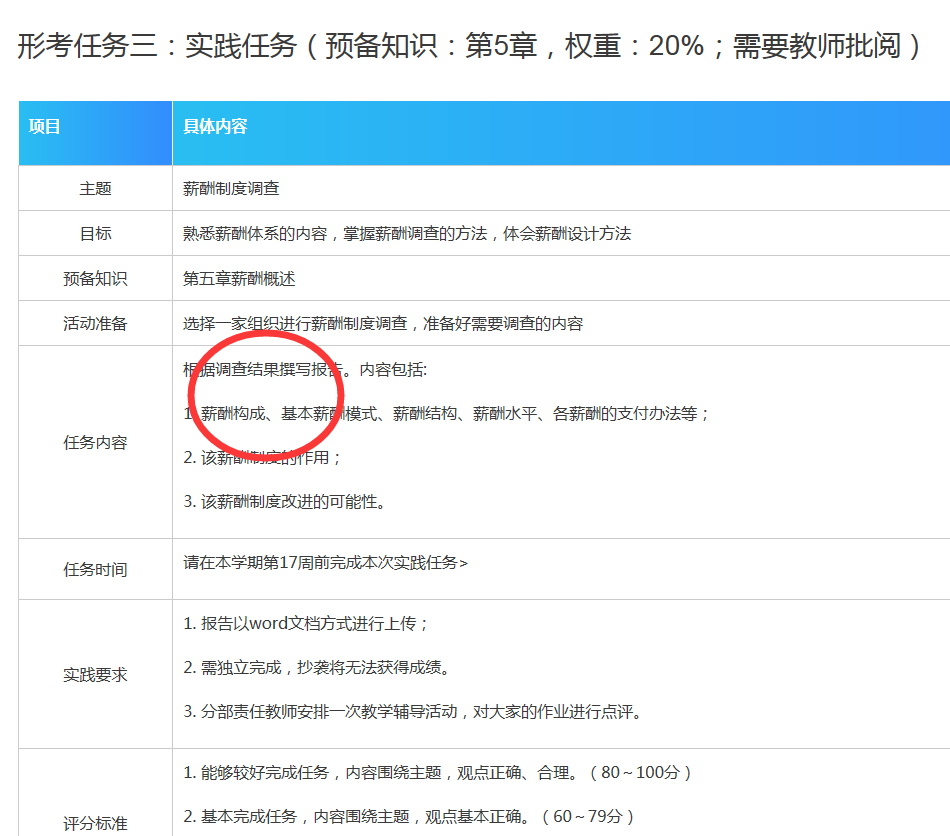 形考任务三：实践任务（预备知识：第5章，权重：20%；需要教师批阅）
项目
具体内容
主题
薪酬制度调查
目标
熟悉薪酬体系的内容，掌握薪酬调查的方法，体会薪酬设计方法
预备知识
第五章薪酬概述
活动准备
选择一家组织进行薪酬制度调查，准备好需要调查的内容
任务内容
根据调查结果撰写报告。内容包括:
1. 薪酬构成、基本薪酬模式、薪酬结构、薪酬水平、各薪酬的支付办法等；
2. 该薪酬制度的作用；
3. 该薪酬制度改进的可能性。
任务时间
请在本学期第17周前完成本次实践任务>
实践要求
1. 报告以word文档方式进行上传；
2. 需独立完成，抄袭将无法获得成绩。
3. 分部责任教师安排一次教学辅导活动，对大家的作业进行点评。
评分标准
1. 能够较好完成任务，内容围绕主题，观点正确、合理。（80～100分）
2. 基本完成任务，内容围绕主题，观点基本正确。（60～79分）